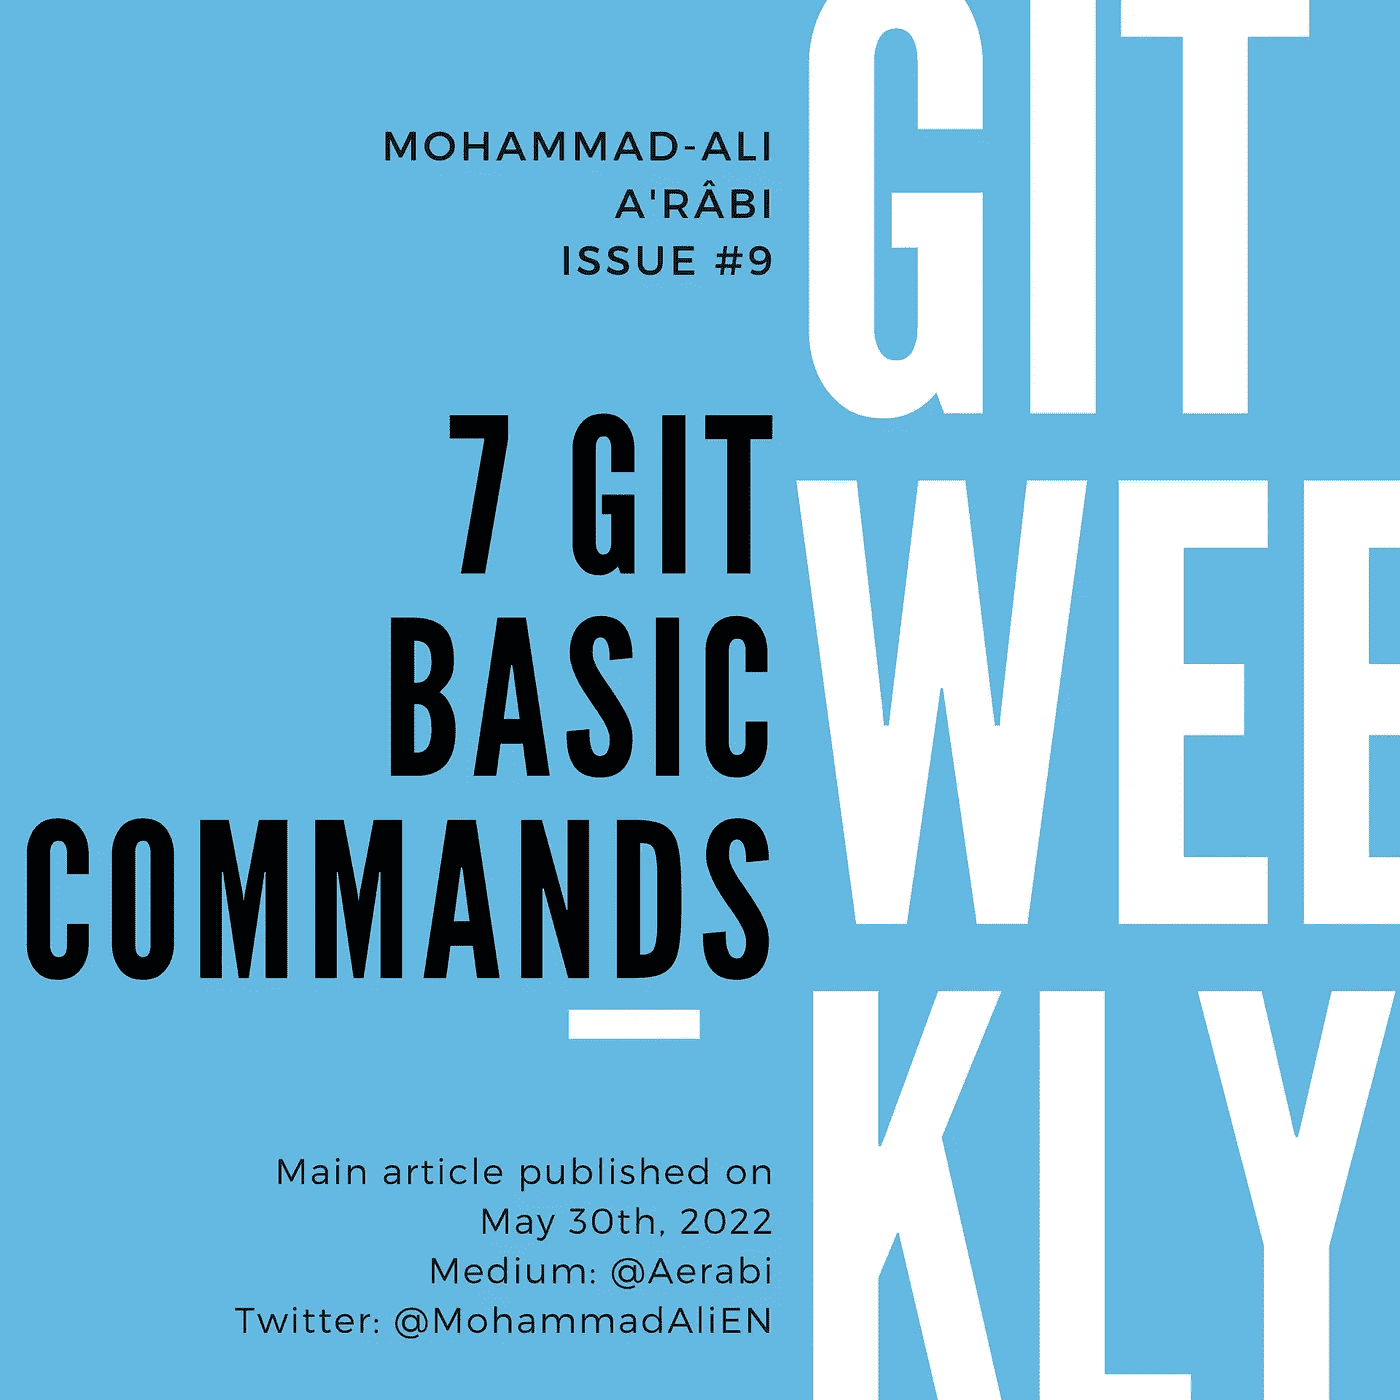 MOHAMMAD-ALI
A'RÂBI
ISSUE #9
7 GIT
BASIC
COMMANDS
Main article published on
May 30th, 2022
Medium: @Aerabi
Twitter: @MohammadAliEN
GIT
WEE
KLY